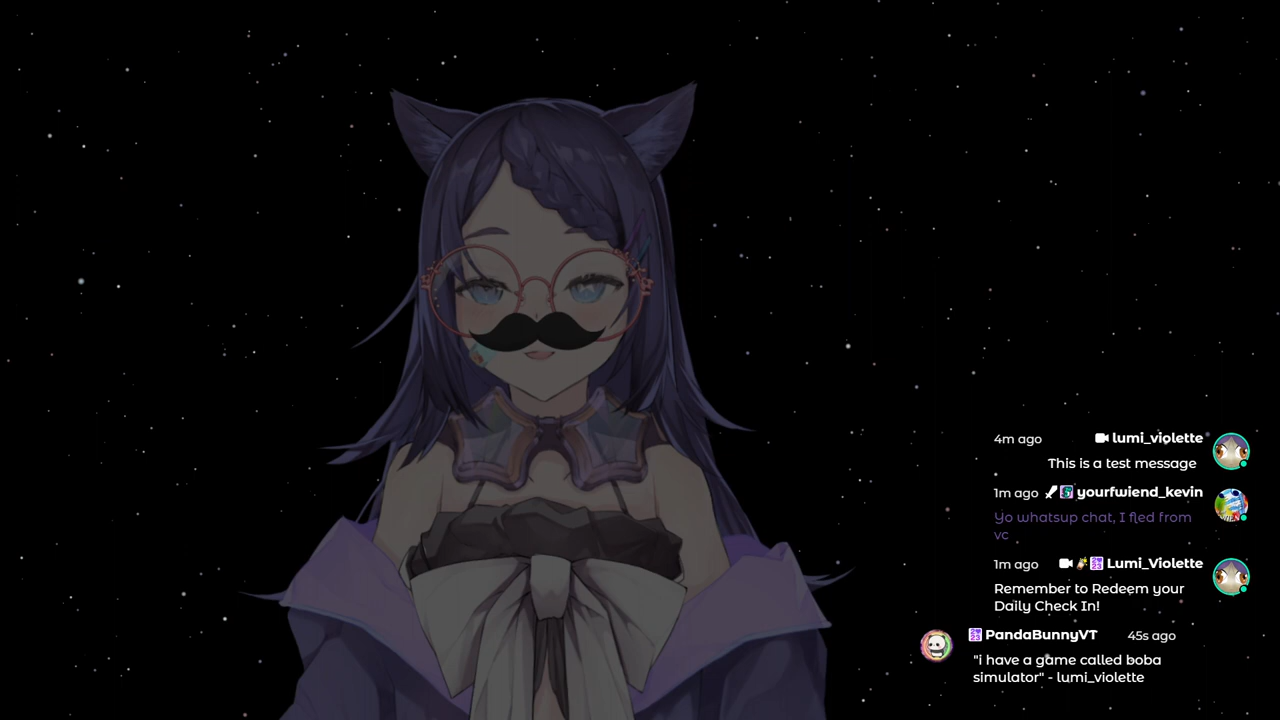 4m ago lumi_violette
This is a test message
1m ago yourfwiend_kevin
Yo whatsup chat, I fled from
vc
1m ago Lumi_Violette
Remember to Redeem your
Daily Check In!
PandaBunnyVT 45s ago
"i have a game called boba
simulator" - lumi_violette